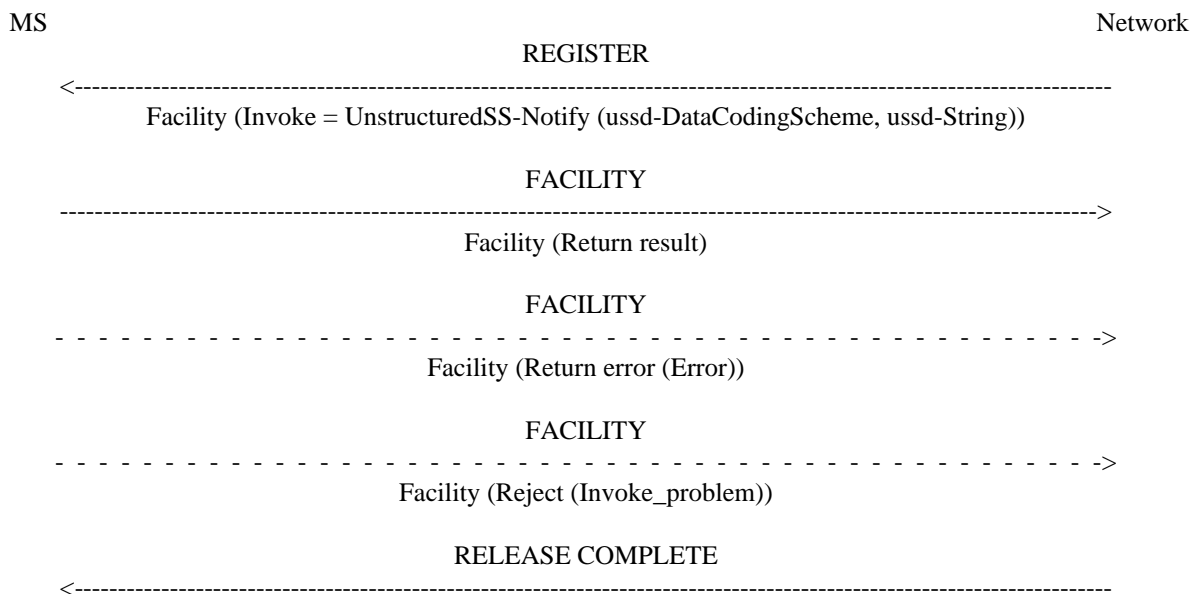 MS Network
REGISTER
<------------------------------------------------------------------------------------------------------------------------
Facility (Invoke = UnstructuredSS-Notify (ussd-DataCodingScheme, ussd-String))
FACILITY
------------------------------------------------------------------------------------------------------------------------>
Facility (Return result)
FACILITY
- - - - - - - - - - - - - - - - - - - - - - - - - - - - - - - - - - - - - - - - - - - - - - - - ->
Facility (Return error (Error))
FACILITY
- - - - - - - - - - - - - - - - - - - - - - - - - - - - - - - - - - - - - - - - - - - - - - - - ->
Facility (Reject (Invoke_problem))
RELEASE COMPLETE
<------------------------------------------------------------------------------------------------------------------------